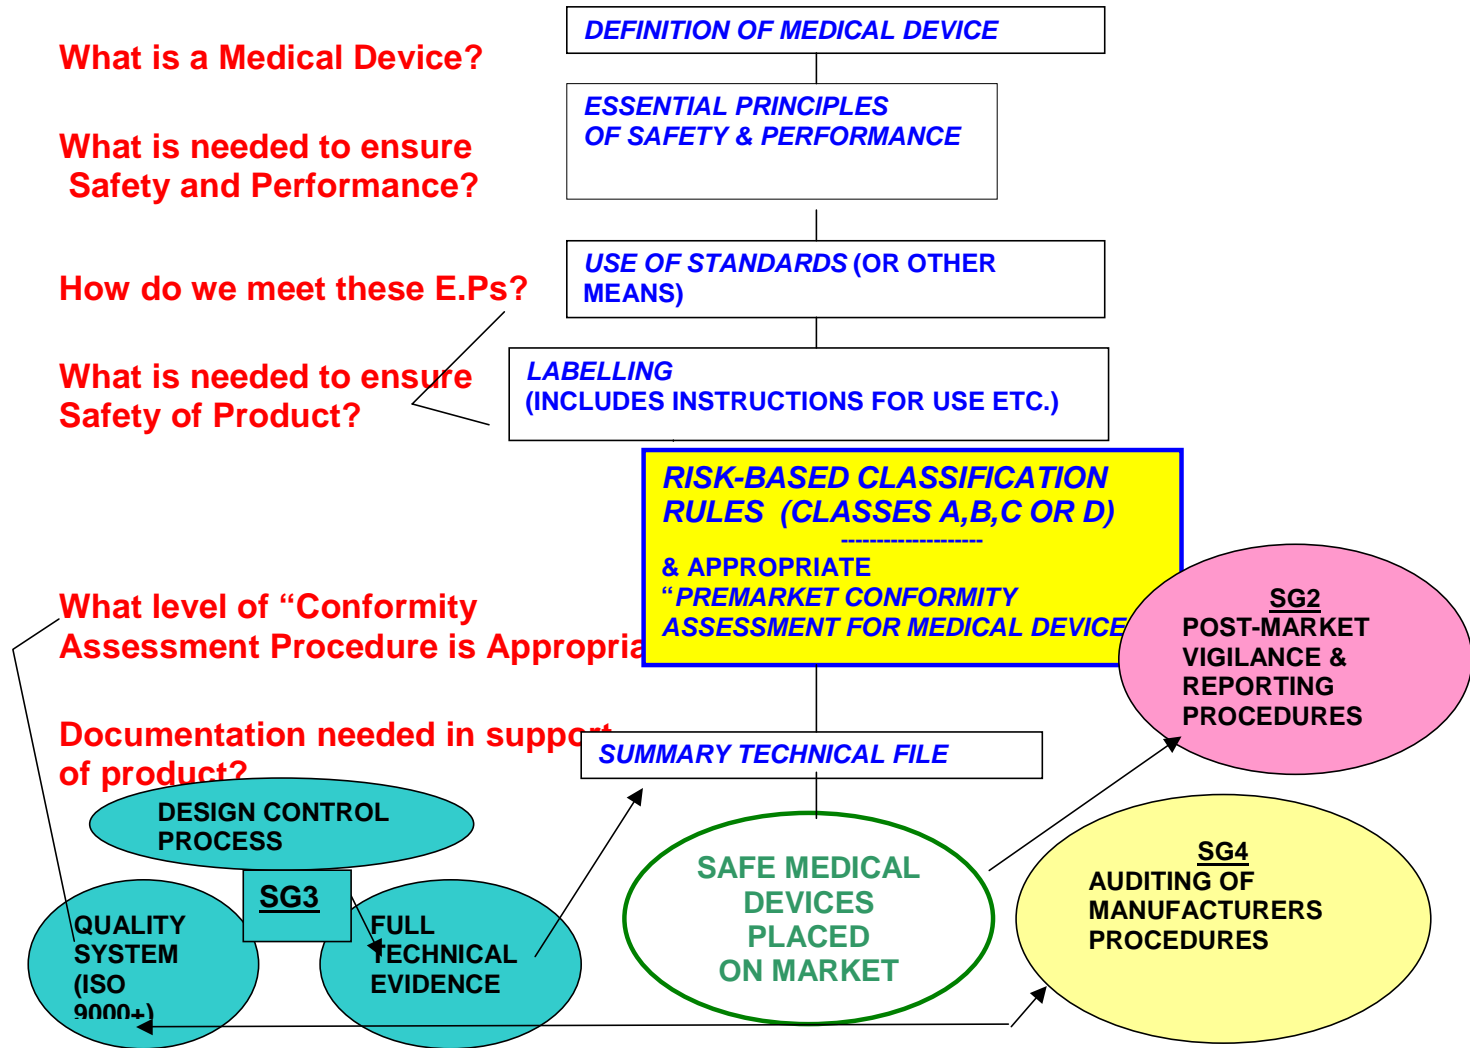 What is a Medical Device?
DEFINITION OF MEDICAL DEVICE
What is needed to ensure
Safety and Performance?
ESSENTIAL PRINCIPLES
OF SAFETY & PERFORMANCE
How do we meet these E.Ps?
USE OF STANDARDS (OR OTHER
MEANS)
What is needed to ensure
Safety of Product?
LABELLING
(INCLUDES INSTRUCTIONS FOR USE ETC.)
RISK-BASED CLASSIFICATION
RULES (CLASSES A,B,C OR D)
--------------------
& APPROPRIATE
“PREMARKET CONFORMITY
ASSESSMENT FOR MEDICAL DEVICE
What level of “Conformity
Assessment Procedure is Appropria
SG2
POST-MARKET
VIGILANCE &
REPORTING
PROCEDURES
Documentation needed in support
of product?
SUMMARY TECHNICAL FILE
DESIGN CONTROL
PROCESS
SG3
QUALITY
SYSTEM
(ISO
9000+)
FULL
TECHNICAL
EVIDENCE
SAFE MEDICAL
DEVICES
PLACED
ON MARKET
SG4
AUDITING OF
MANUFACTURERS
PROCEDURES